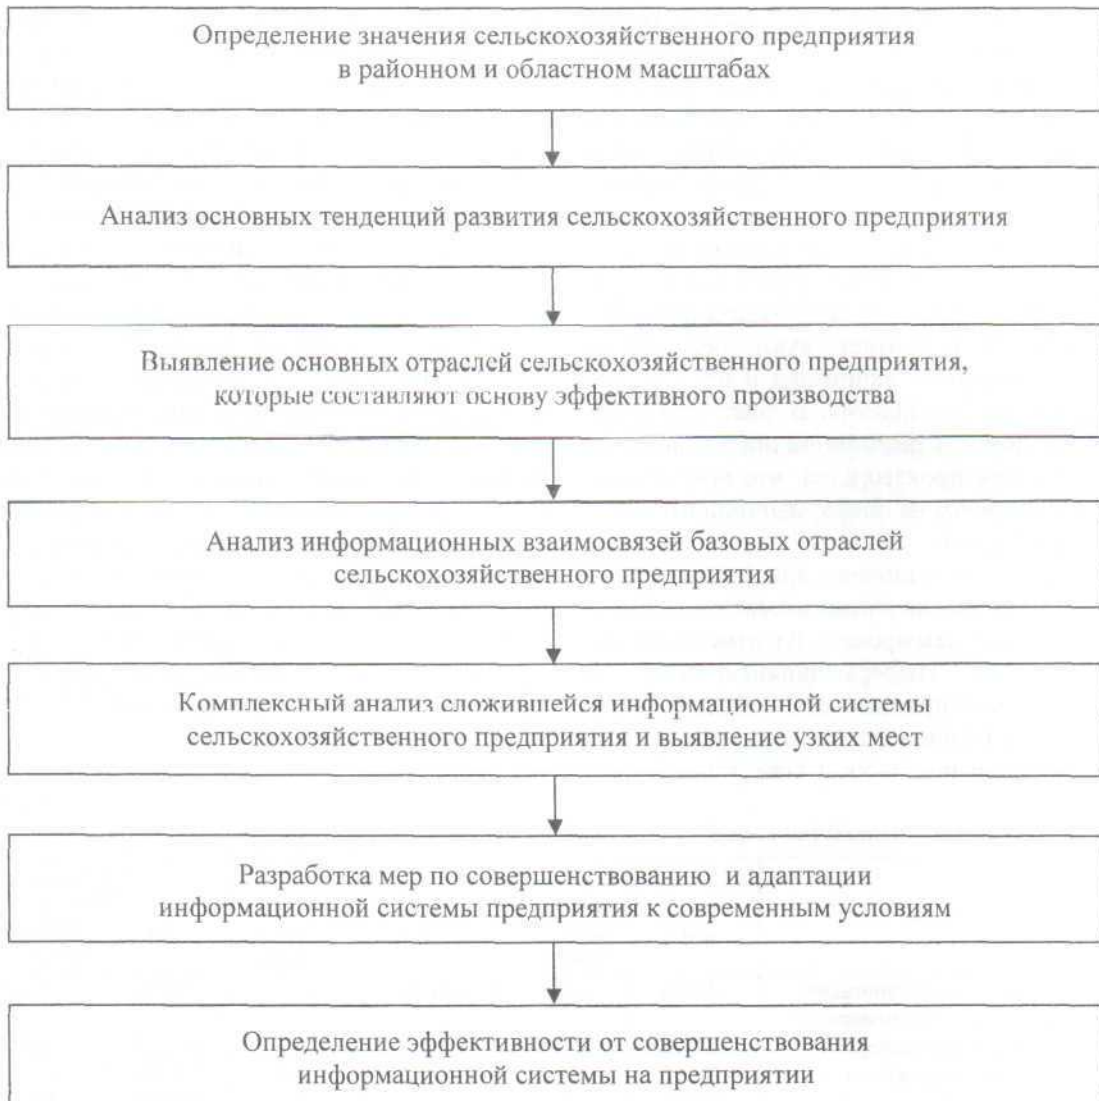 Определение значения сельскохозяйственного предприятия
в районном и областном масштабах
Анализ основных тенденций развития сельскохозяйственного предприятия
Выявление основных отраслей сельскохозяйственного предприятия,
которые составляют основу эффективного производства
Анализ информационных взаимосвязей базовых отраслей
сельскохозяйственного предприятия
Комплексный анализ сложившейся информационной системы
сельскохозяйственного предприятия и выявление узких мест
Разработка мер по совершенствованию и адаптации
информационной системы предприятия к современным условиям
Определение эффективности от совершенствования
информационной системы на предприятии